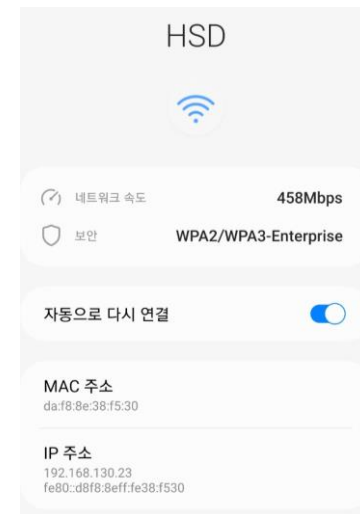 HSD
네트워크 속도 458Mbps
보안 WPA2/WPA3-Enterprise
자동으로 다시 연결
MAC 주소
da:f8:8e:38:f5:30
IP 주소
192.168.130.23
fe80::d8f8:8eff:fe38:f530